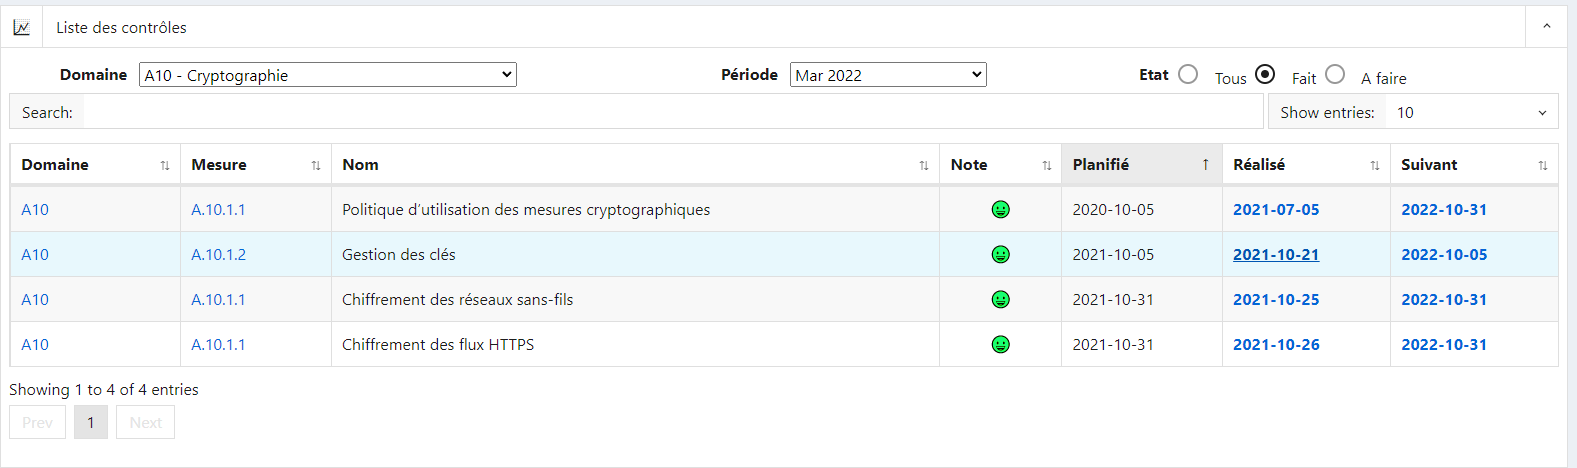 Liste des contrôles
Domaine A10 - Cryptographie Période Mar 2022 Etat Tous Fait A faire
Search: Show entries: 10
Domaine Mesure Nom Note Planifié Réalisé Suivant
A10 A.10.1.1 Politique d’utilisation des mesures cryptographiques 2020-10-05 2021-07-05 2022-10-31
A10 A.10.1.2 Gestion des clés 2021-10-05 2021-10-21 2022-10-05
A10 A.10.1.1 Chiffrement des réseaux sans-fils 2021-10-31 2021-10-25 2022-10-31
A10 A.10.1.1 Chiffrement des flux HTTPS 2021-10-31 2021-10-26 2022-10-31
Showing 1 to 4 of 4 entries
Prev 1 Next